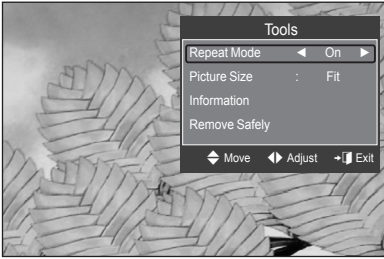 Tools
Repeat Mode ◀ On ▶
Picture Size : Fit
Information
Remove Safely
Move Adjust Exit